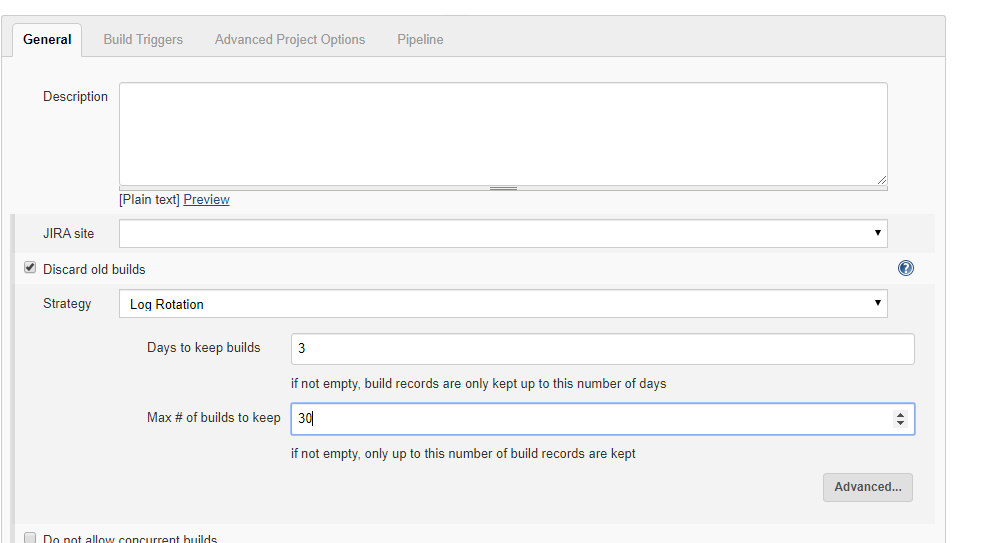 General Build Triggers Advanced Project Options Pipeline
Description
[Plain text] Preview
JIRA site
Discard old builds
?
Strategy Log Rotation
Days to keep builds 3
if not empty, build records are only kept up to this number of days
Max # of builds to keep 30
if not empty, only up to this number of build records are kept
Advanced...
Do not allow concurrent builds